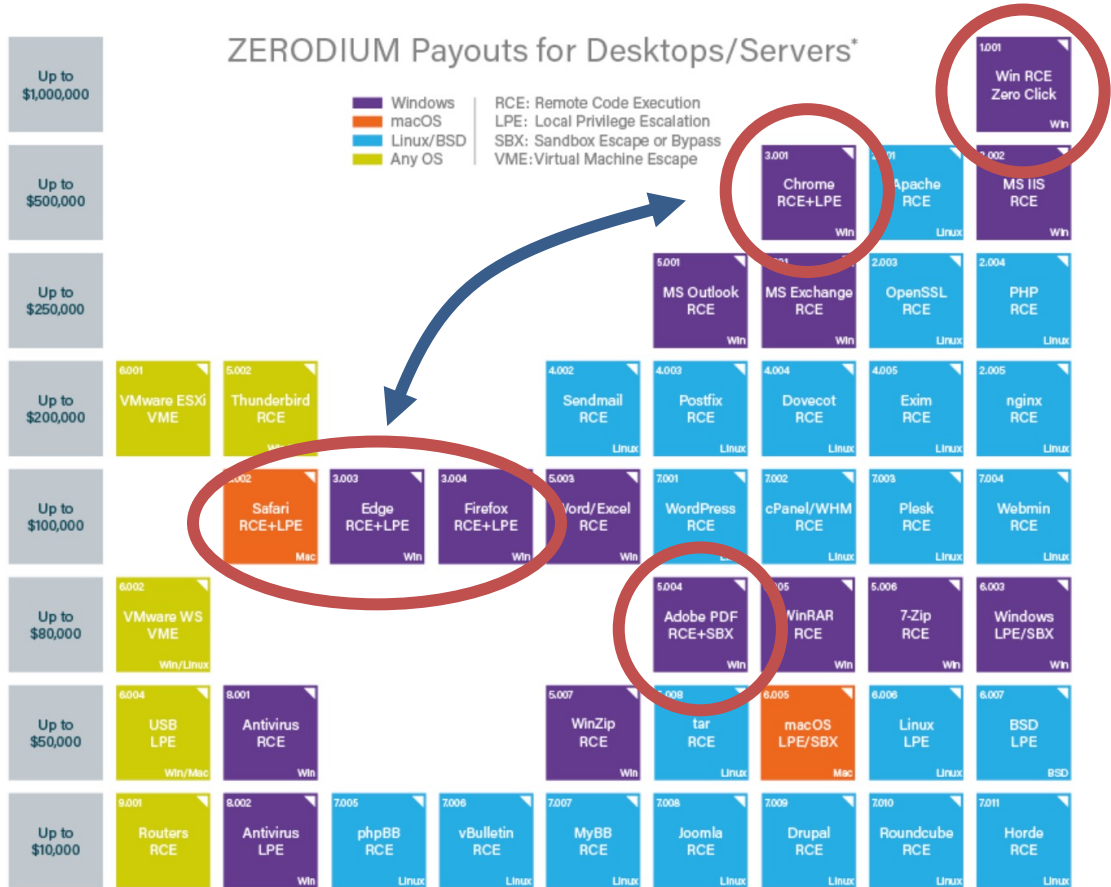 ZERODIUM Payouts for Desktops/Servers*
Windows
macOS
Linux/BSD
Any OS
RCE: Remote Code Execution
LPE: Local Privilege Escalation
SBX: Sandbox Escape or Bypass
VME: Virtual Machine Escape
Up to
$1,000,000
1.001
Win RCE
Zero Click
Win
Up to
$500,000
3.001
Chrome
RCE+LPE
Win
Apache
RCE
Linux
MS IIS
RCE
Win
Up to
$250,000
5.001
MS Outlook
RCE
Win
MS Exchange
RCE
Win
2.003
OpenSSL
RCE
Linux
2.004
PHP
RCE
Linux
Up to
$200,000
6.001
VMware ESXi
VME
5.002
Thunderbird
RCE
4.002
Sendmail
RCE
Linux
4.003
Postfix
RCE
Linux
4.004
Dovecot
RCE
Linux
4.005
Exim
RCE
Linux
2.005
nginx
RCE
Linux
Up to
$100,000
Safari
RCE+LPE
Mac
3.003
Edge
RCE+LPE
Win
3.004
Firefox
RCE+LPE
Win
5.003
Word/Excel
RCE
Win
7.001
WordPress
RCE
7.002
cPanel/WHM
RCE
Linux
7.003
Plesk
RCE
Linux
7.004
Webmin
RCE
Linux
Up to
$80,000
6.002
VMware WS
VME
Win/Linux
5.004
Adobe PDF
RCE+SBX
Win
WinRAR
RCE
Win
5.006
7-Zip
RCE
Win
6.003
Windows
LPE/SBX
Win
Up to
$50,000
6.004
USB
LPE
Win/Mac
8.001
Antivirus
RCE
Win
5.007
WinZip
RCE
Win
tar
RCE
Linux
6.005
macOS
LPE/SBX
Mac
6.006
Linux
LPE
Linux
6.007
BSD
LPE
BSD
Up to
$10,000
9.001
Routers
RCE
8.002
Antivirus
LPE
Win
7.005
phpBB
RCE
Linux
7.006
vBulletin
RCE
Linux
7.007
MyBB
RCE
Linux
7.008
Joomla
RCE
Linux
7.009
Drupal
RCE
Linux
7.010
Roundcube
RCE
Linux
7.011
Horde
RCE
Linux